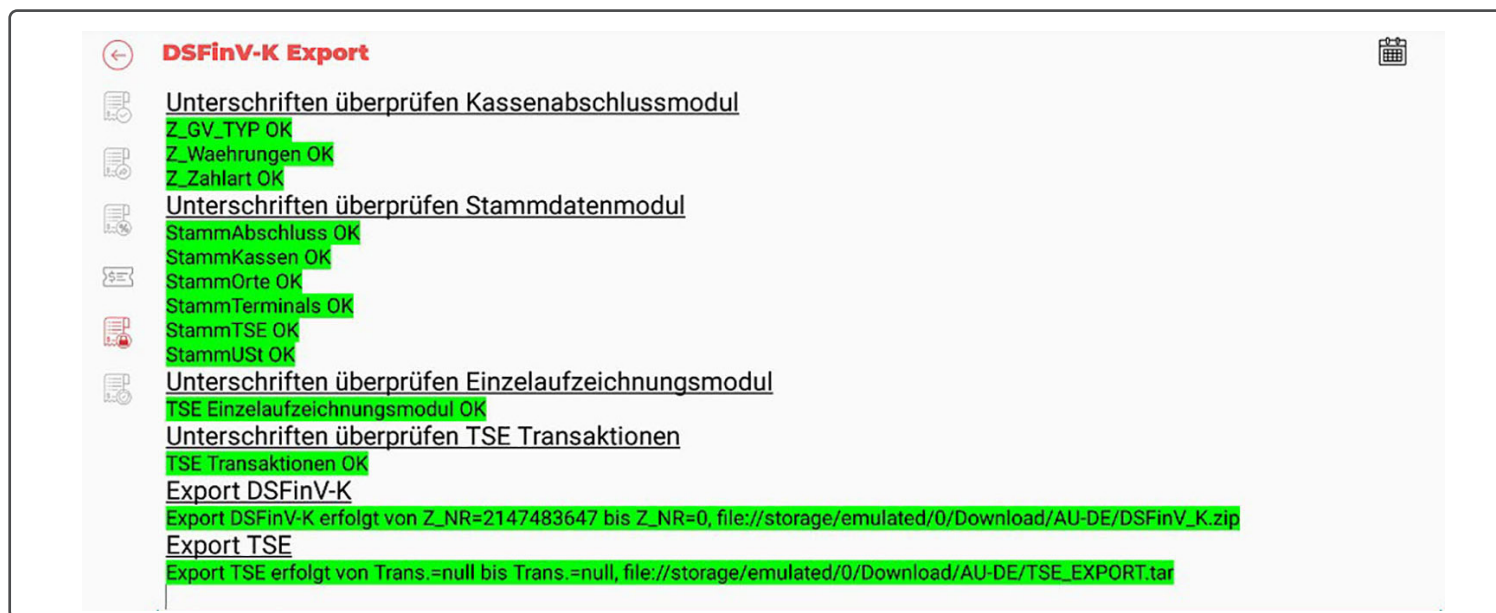 DSFinV-K Export
Unterschriften überprüfen Kassenabschlussmodul
Z_GV_TYP OK
Z_Waehrungen OK
Z_Zahlart OK
Unterschriften überprüfen Stammdatenmodul
StammAbschluss OK
StammKassen OK
StammOrte OK
StammTerminals OK
StammTSE OK
StammUSt OK
Unterschriften überprüfen Einzelaufzeichnungsmodul
TSE Einzelaufzeichnungsmodul OK
Unterschriften überprüfen TSE Transaktionen
TSE Transaktionen OK
Export DSFinV-K
Export DSFinV-K erfolgt von Z_NR=2147483647 bis Z_NR=0, file://storage/emulated/0/Download/AU-DE/DSFinV_K.zip
Export TSE
Export TSE erfolgt von Trans.=null bis Trans.=null, file://storage/emulated/0/Download/AU-DE/TSE_EXPORT.tar